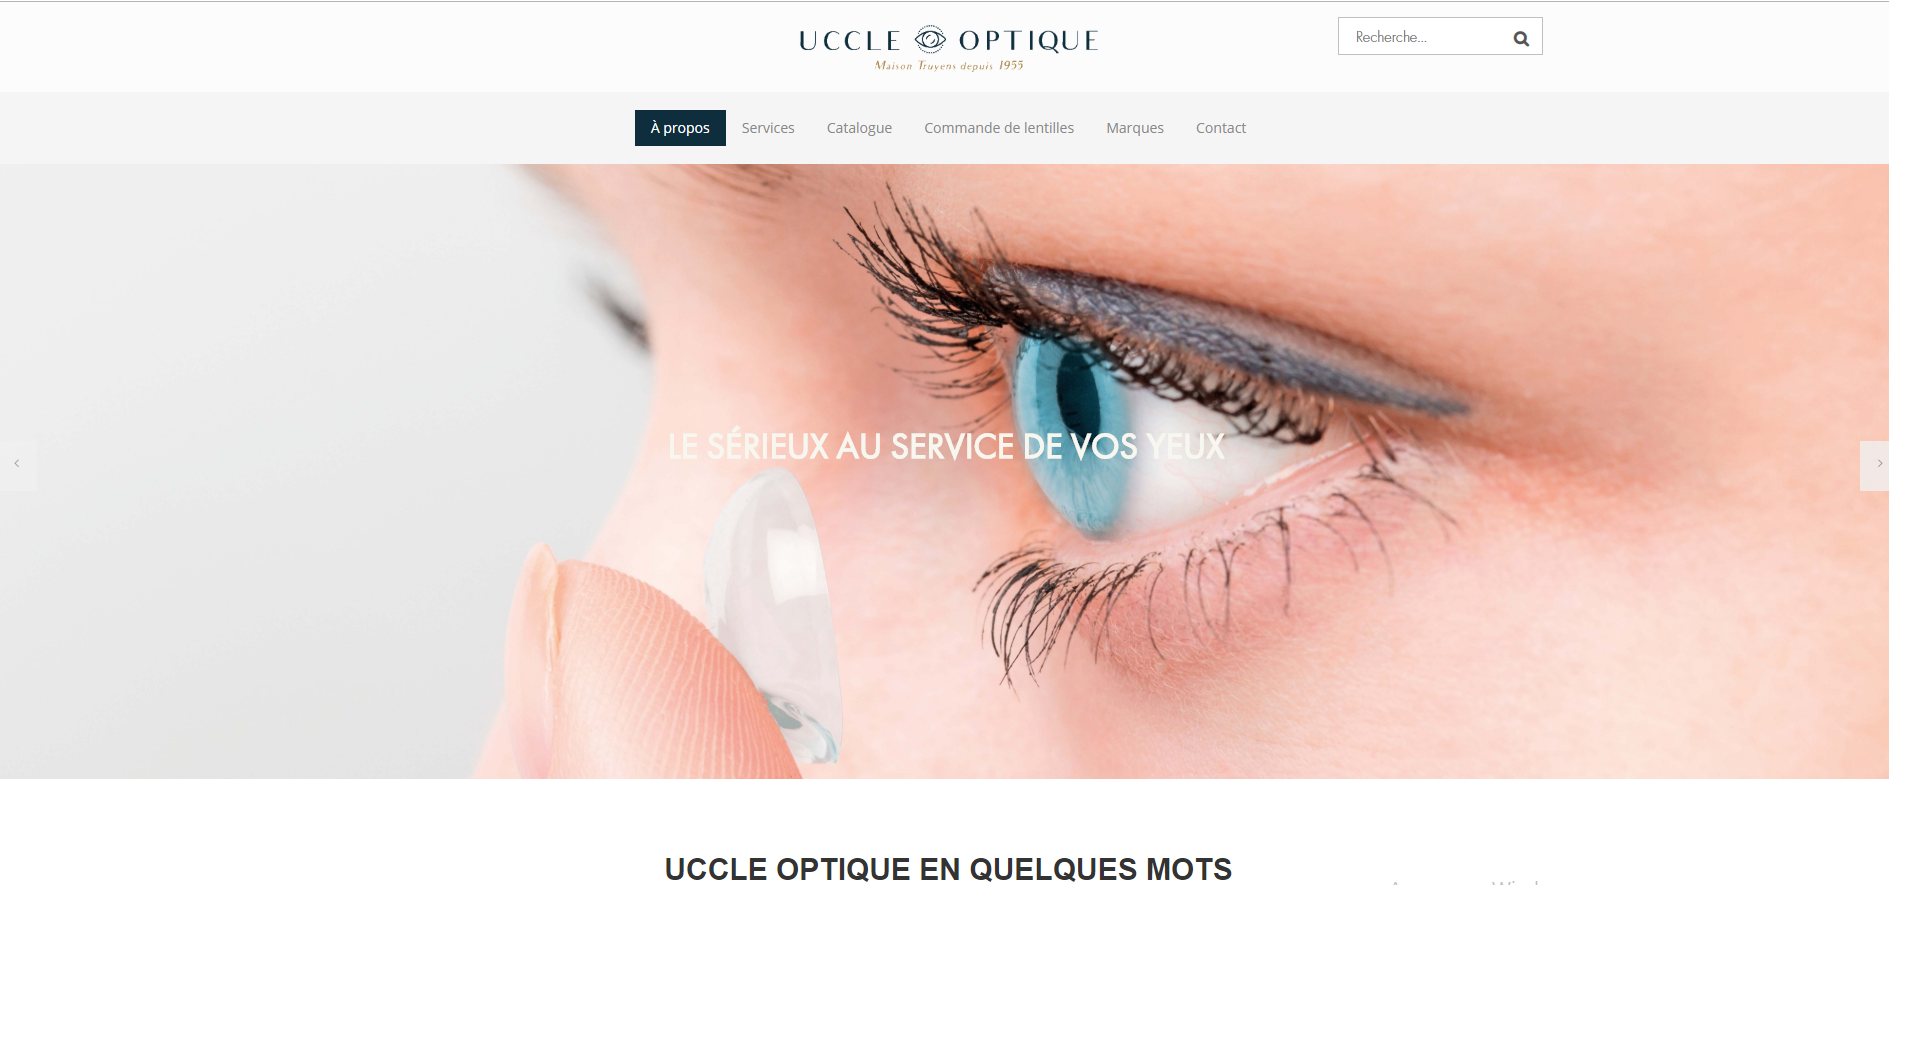 UCCLE OPTIQUE
Maison Truyens depuis 1955
Recherche...
À propos
Services
Catalogue
Commande de lentilles
Marques
Contact
LE SÉRIEUX AU SERVICE DE VOS YEUX
UCCLE OPTIQUE EN QUELQUES MOTS